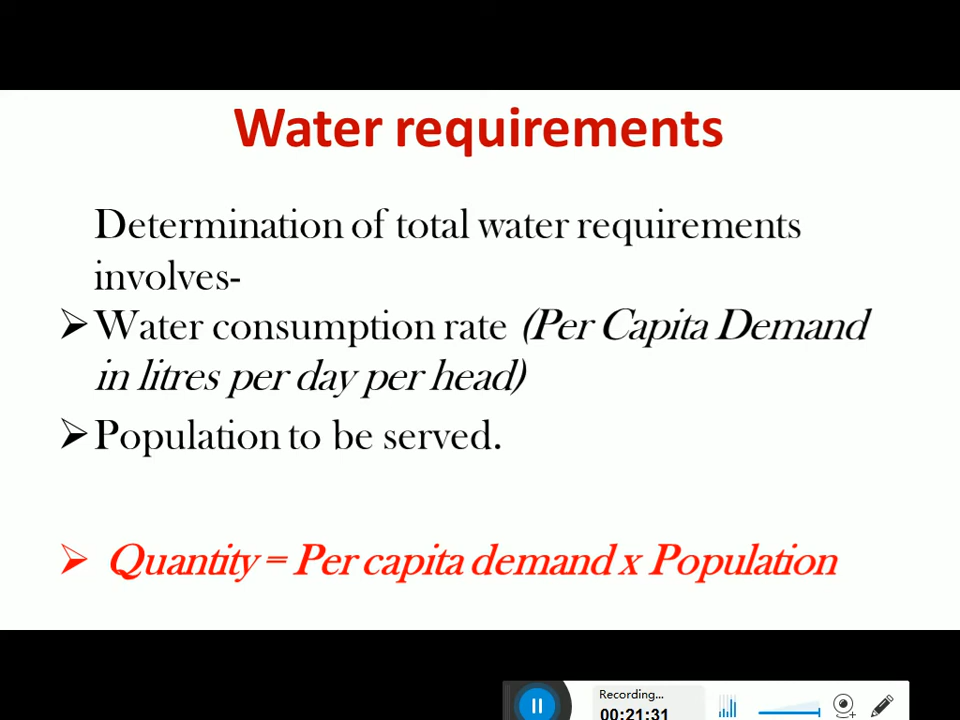 Water requirements
Determination of total water requirements
involves-
Water consumption rate (Per Capita Demand
in litres per day per head)
Population to be served.
Quantity = Per capita demand x Population
Recording...
00:21:31